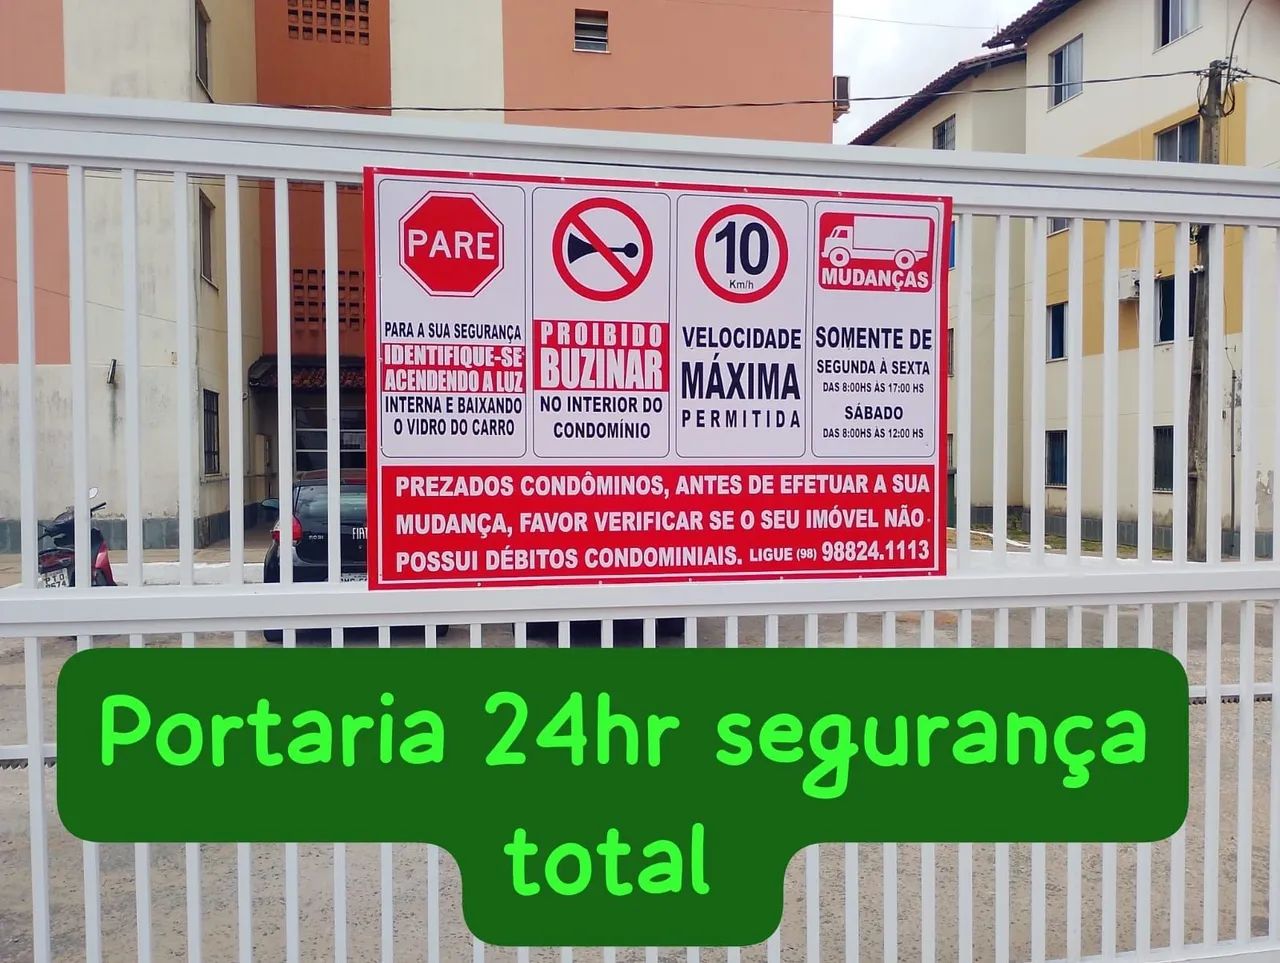 PARE
PARA A SUA SEGURANÇA
IDENTIFIQUE-SE
ACENDENDO A LUZ
INTERNA E BAIXANDO
O VIDRO DO CARRO
PROIBIDO
BUZINAR
NO INTERIOR DO
CONDOMÍNIO
10
Km/h
VELOCIDADE
MÁXIMA
PERMITIDA
MUDANÇAS
SOMENTE DE
SEGUNDA À SEXTA
DAS 8:00HS ÀS 17:00 HS
SÁBADO
DAS 8:00HS ÀS 12:00 HS
PREZADOS CONDÔMINOS, ANTES DE EFETUAR A SUA
MUDANÇA, FAVOR VERIFICAR SE O SEU IMÓVEL NÃO
POSSUI DÉBITOS CONDOMINIAIS. LIGUE (98) 98824.1113
FIAT
Portaria 24hr segurança
total